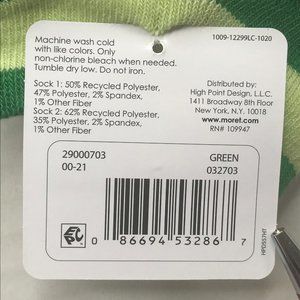 1009-12299LC-1020
Machine wash cold
with like colors. Only
non-chlorine bleach when needed.
Tumble dry low. Do not iron.
Sock 1: 50% Recycled Polyester,
47% Polyester, 2% Spandex,
1% Other Fiber
Sock 2: 62% Recycled Polyester,
35% Polyester, 2% Spandex,
1% Other Fiber
Distributed by:
High Point Design, L.L.C.
1411 Broadway 8th Floor
New York, N.Y. 10018
www.moret.com
RN# 109947
29000703
00-21
GREEN
032703
0 86694 53286 7